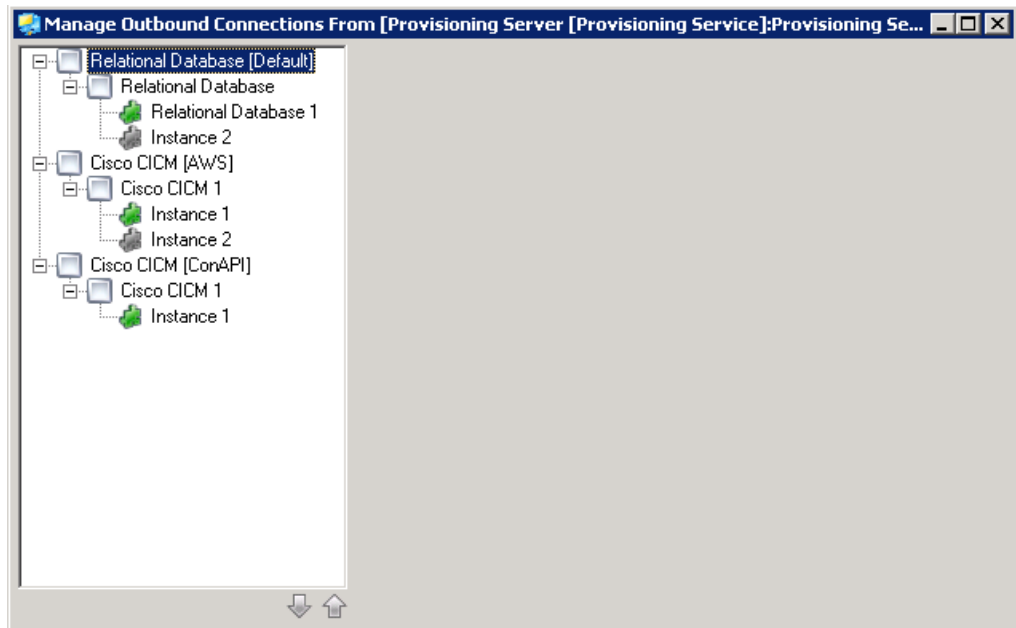 Manage Outbound Connections From [Provisioning Server [Provisioning Service]:Provisioning Se...
Relational Database [Default]
Relational Database
Relational Database 1
Instance 2
Cisco CICM [AWS]
Cisco CICM 1
Instance 1
Instance 2
Cisco CICM [ConAPI]
Cisco CICM 1
Instance 1